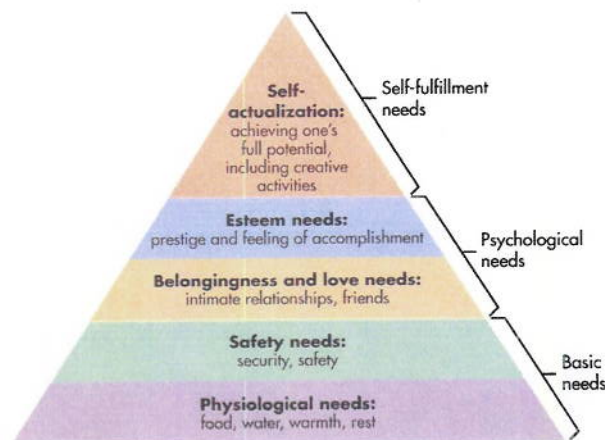 Self-
actualization:
achieving one's
full potential,
including creative
activities
Self-fulfillment
needs
Esteem needs:
prestige and feeling of accomplishment
Psychological
needs
Belongingness and love needs:
intimate relationships, friends
Safety needs:
security, safety
Basic
needs
Physiological needs:
food, water, warmth, rest